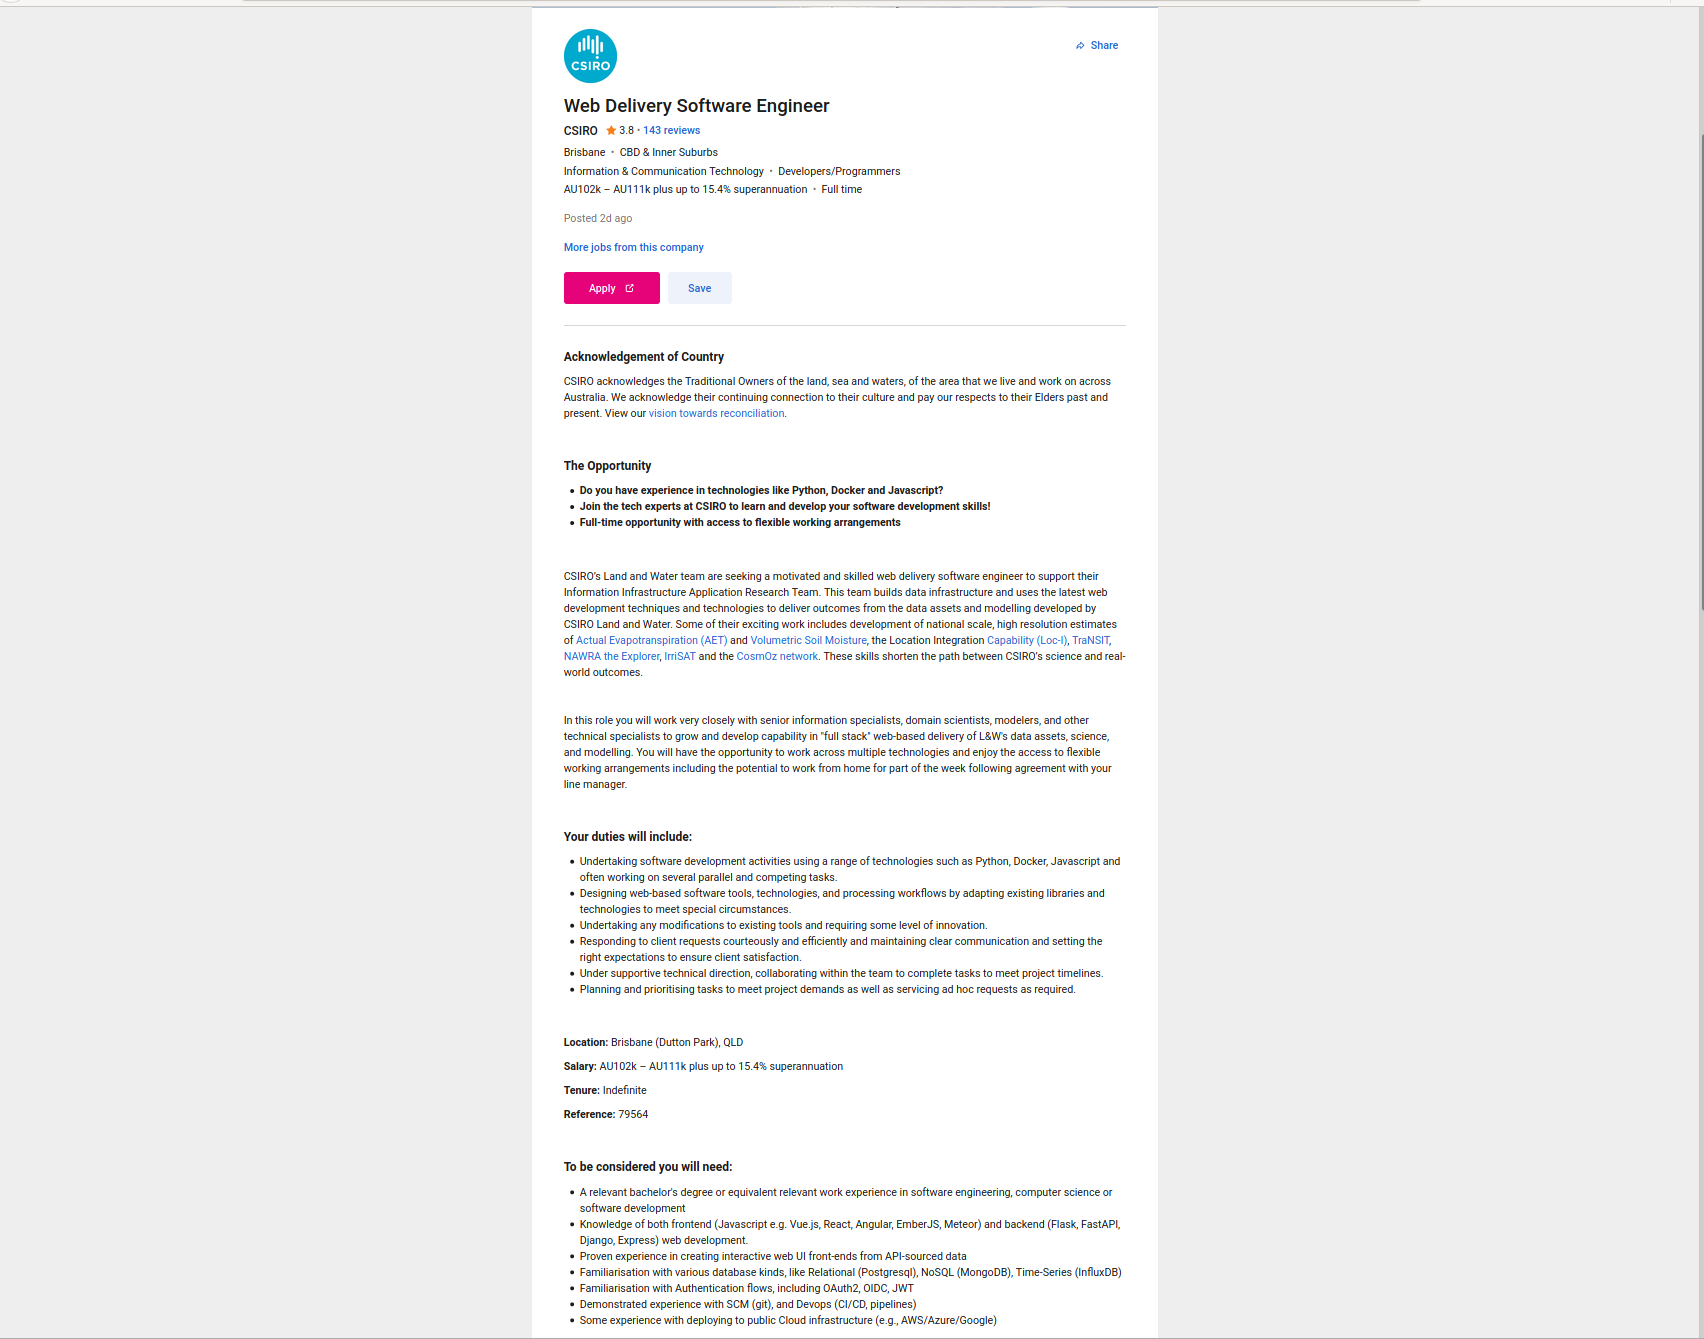 CSIRO
Share
Web Delivery Software Engineer
CSIRO 3.8 · 143 reviews
Brisbane • CBD & Inner Suburbs
Information & Communication Technology • Developers/Programmers
AU102k – AU111k plus up to 15.4% superannuation • Full time
Posted 2d ago
More jobs from this company
Apply
Save
Acknowledgement of Country
CSIRO acknowledges the Traditional Owners of the land, sea and waters, of the area that we live and work on across
Australia. We acknowledge their continuing connection to their culture and pay our respects to their Elders past and
present. View our vision towards reconciliation.
The Opportunity
• Do you have experience in technologies like Python, Docker and Javascript?
• Join the tech experts at CSIRO to learn and develop your software development skills!
• Full-time opportunity with access to flexible working arrangements
CSIRO's Land and Water team are seeking a motivated and skilled web delivery software engineer to support their
Information Infrastructure Application Research Team. This team builds data infrastructure and uses the latest web
development techniques and technologies to deliver outcomes from the data assets and modelling developed by
CSIRO Land and Water. Some of their exciting work includes development of national scale, high resolution estimates
of Actual Evapotranspiration (AET) and Volumetric Soil Moisture, the Location Integration Capability (Loc-I), TraNSIT,
NAWRA the Explorer, IrriSAT and the CosmOz network. These skills shorten the path between CSIRO's science and real-
world outcomes.
In this role you will work very closely with senior information specialists, domain scientists, modelers, and other
technical specialists to grow and develop capability in "full stack" web-based delivery of L&W's data assets, science,
and modelling. You will have the opportunity to work across multiple technologies and enjoy the access to flexible
working arrangements including the potential to work from home for part of the week following agreement with your
line manager.
Your duties will include:
• Undertaking software development activities using a range of technologies such as Python, Docker, Javascript and
often working on several parallel and competing tasks.
• Designing web-based software tools, technologies, and processing workflows by adapting existing libraries and
technologies to meet special circumstances.
• Undertaking any modifications to existing tools and requiring some level of innovation.
• Responding to client requests courteously and efficiently and maintaining clear communication and setting the
right expectations to ensure client satisfaction.
• Under supportive technical direction, collaborating within the team to complete tasks to meet project timelines.
• Planning and prioritising tasks to meet project demands as well as servicing ad hoc requests as required.
Location: Brisbane (Dutton Park), QLD
Salary: AU102k – AU111k plus up to 15.4% superannuation
Tenure: Indefinite
Reference: 79564
To be considered you will need:
• A relevant bachelor's degree or equivalent relevant work experience in software engineering, computer science or
software development
• Knowledge of both frontend (Javascript e.g. Vue.js, React, Angular, EmberJS, Meteor) and backend (Flask, FastAPI,
Django, Express) web development.
• Proven experience in creating interactive web UI front-ends from API-sourced data
• Familiarisation with various database kinds, like Relational (Postgresql), NoSQL (MongoDB), Time-Series (InfluxDB)
• Familiarisation with Authentication flows, including OAuth2, OIDC, JWT
• Demonstrated experience with SCM (git), and Devops (CI/CD, pipelines)
• Some experience with deploying to public Cloud infrastructure (e.g., AWS/Azure/Google)